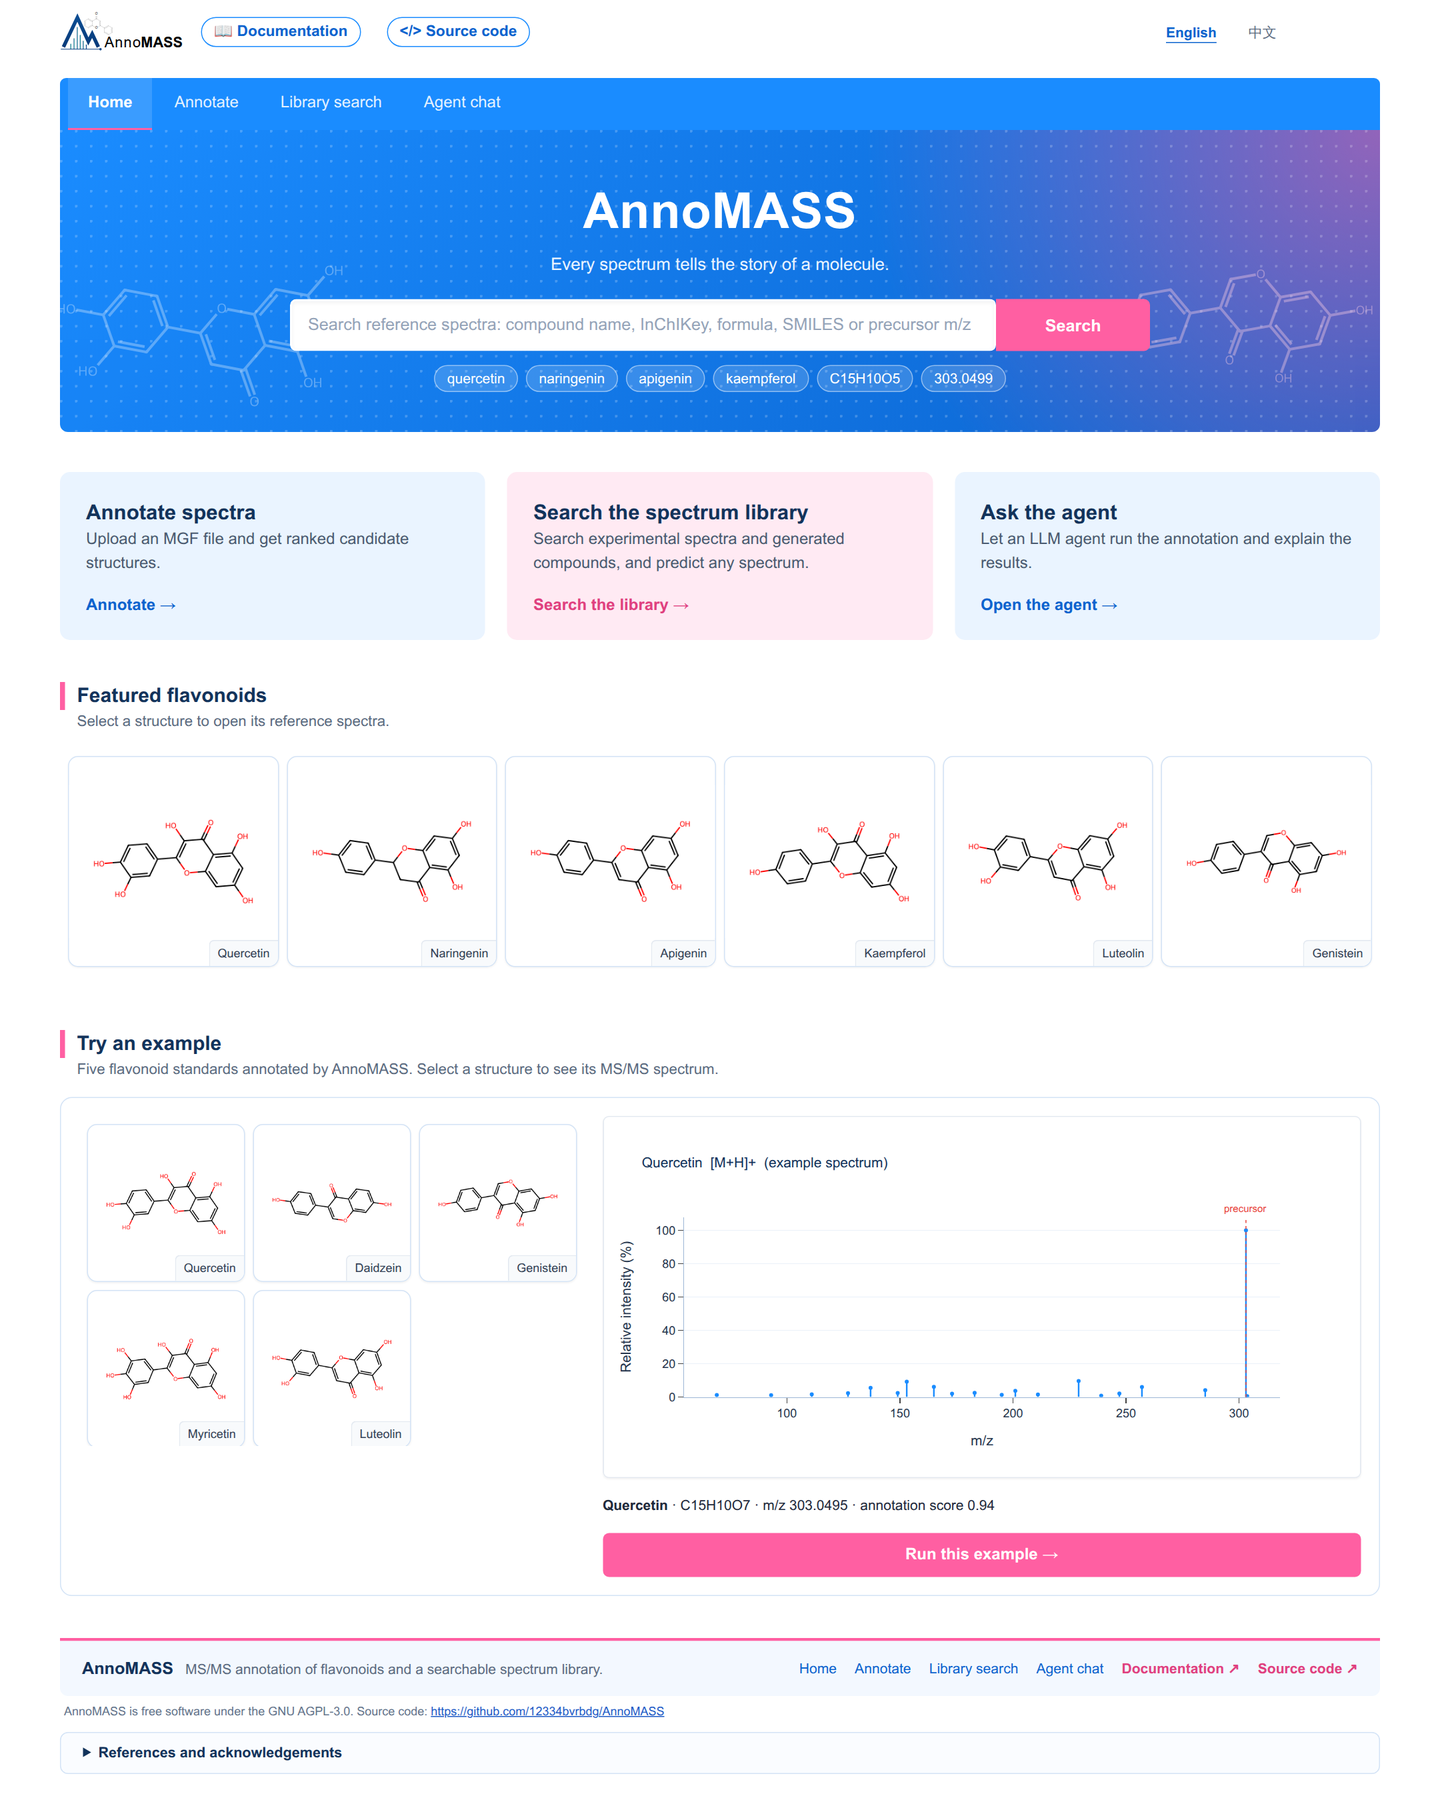 AnnoMASS
📖 Documentation
</> Source code
English
中文
Home
Annotate
Library search
Agent chat
AnnoMASS
Every spectrum tells the story of a molecule.
Search reference spectra: compound name, InChIKey, formula, SMILES or precursor m/z
Search
quercetin
naringenin
apigenin
kaempferol
C15H10O5
303.0499
HO
HO
O
OH
OH
O
O
OH
O
OH
Annotate spectra
Upload an MGF file and get ranked candidate
structures.
Annotate →
Search the spectrum library
Search experimental spectra and generated
compounds, and predict any spectrum.
Search the library →
Ask the agent
Let an LLM agent run the annotation and explain the
results.
Open the agent →
Featured flavonoids
Select a structure to open its reference spectra.
Quercetin
Naringenin
Apigenin
Kaempferol
Luteolin
Genistein
Try an example
Five flavonoid standards annotated by AnnoMASS. Select a structure to see its MS/MS spectrum.
Quercetin
Daidzein
Genistein
Myricetin
Luteolin
Quercetin [M+H]+ (example spectrum)
precursor
Relative intensity (%)
100
80
60
40
20
0
100
150
200
250
300
m/z
Quercetin · C15H10O7 · m/z 303.0495 · annotation score 0.94
Run this example →
AnnoMASS MS/MS annotation of flavonoids and a searchable spectrum library.
Home
Annotate
Library search
Agent chat
Documentation ↗
Source code ↗
AnnoMASS is free software under the GNU AGPL-3.0. Source code: https://github.com/12334bvrbdg/AnnoMASS
▶ References and acknowledgements